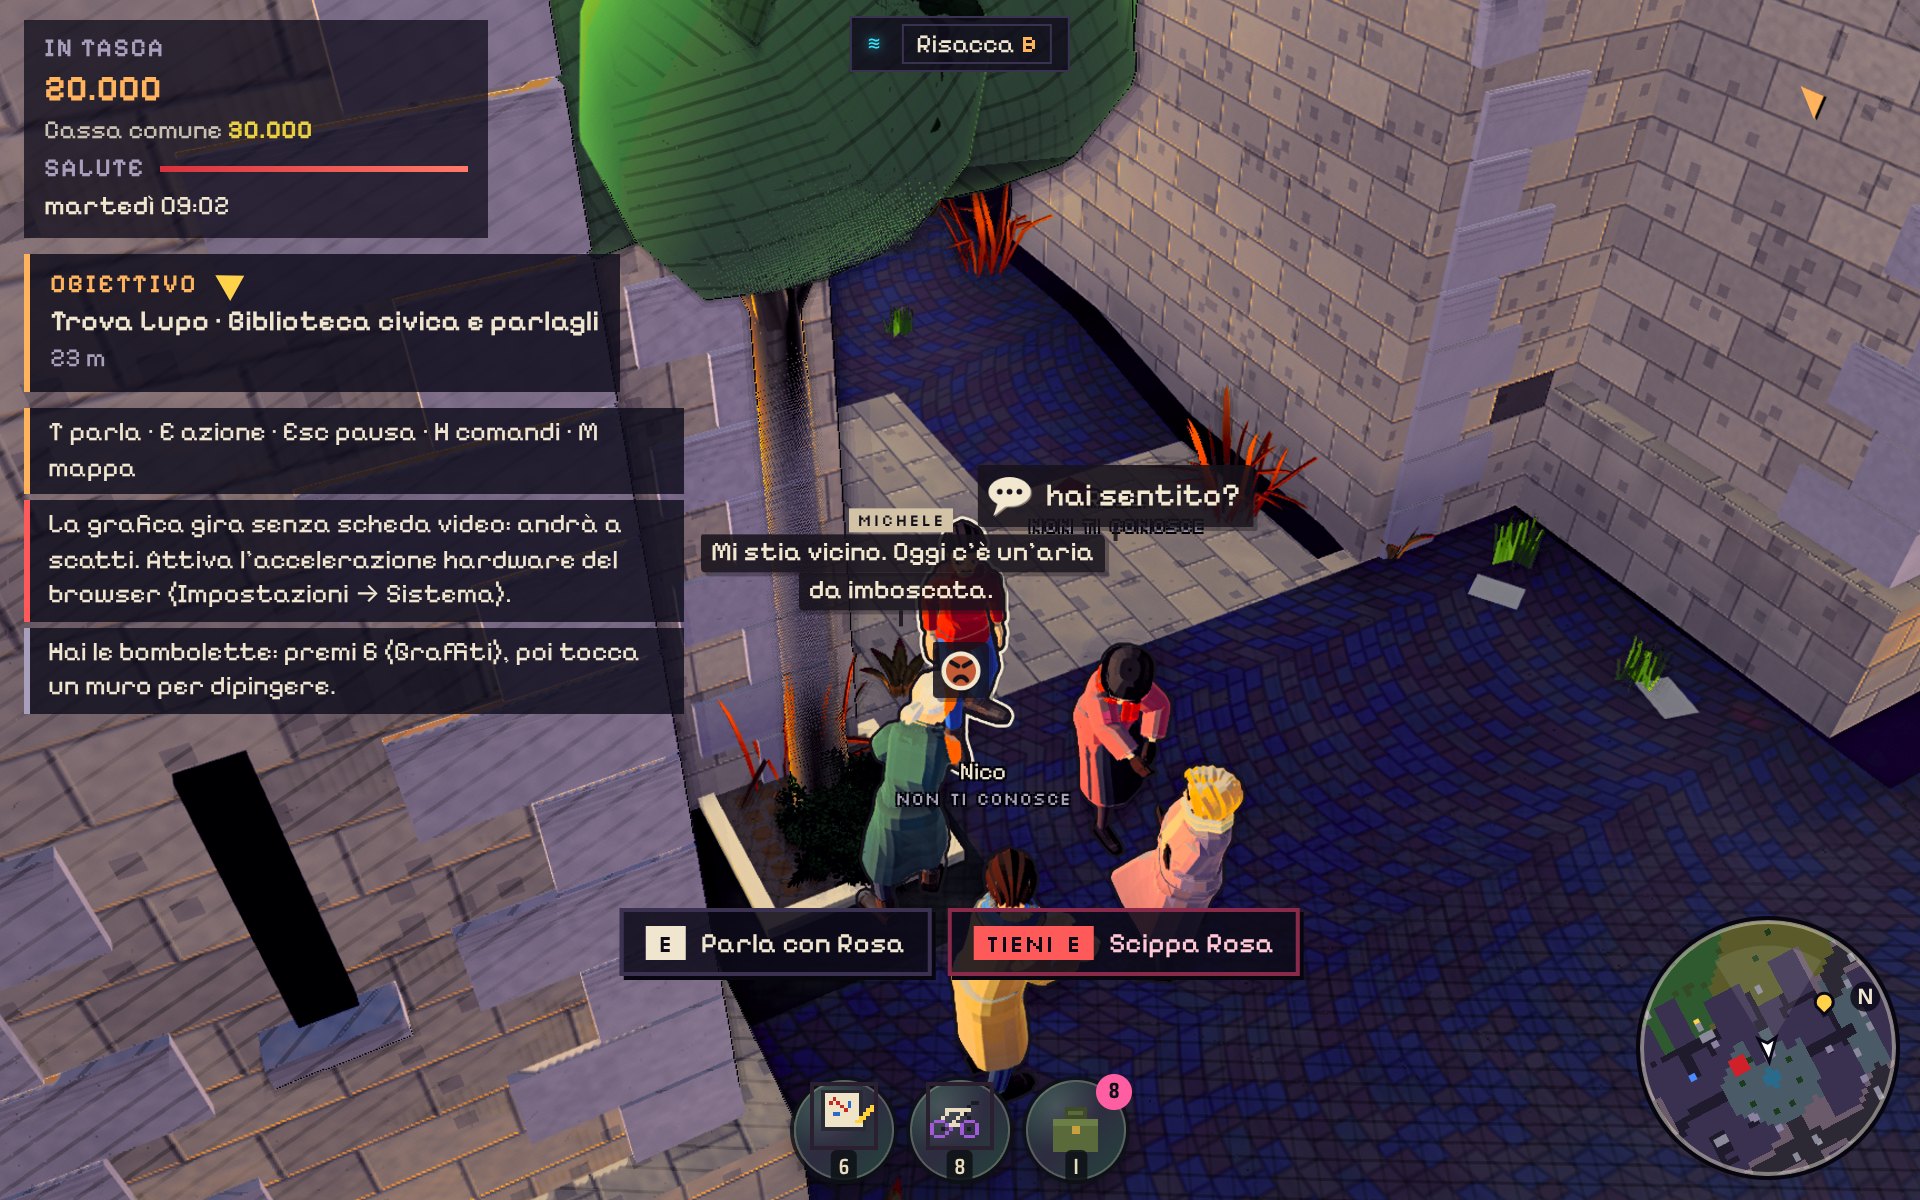 IN TASCA
20.000
Cassa comune 30.000
SALUTE
martedì 09:02
OBIETTIVO
Trova Lupo · Biblioteca civica e parlagli
23 m
T parla · E azione · Esc pausa · H comandi · M
mappa
La grafica gira senza scheda video: andrà a
scatti. Attiva l'accelerazione hardware del
browser (Impostazioni → Sistema).
Hai le bombolette: premi 6 (Graffiti), poi tocca
un muro per dipingere.
Risacca B
hai sentito?
NON TI CONOSCE
MICHELE
Mi stia vicino. Oggi c'è un'aria
da imboscata.
Nico
NON TI CONOSCE
E Parla con Rosa
TIENI E Scippa Rosa
6
8
8
I
N